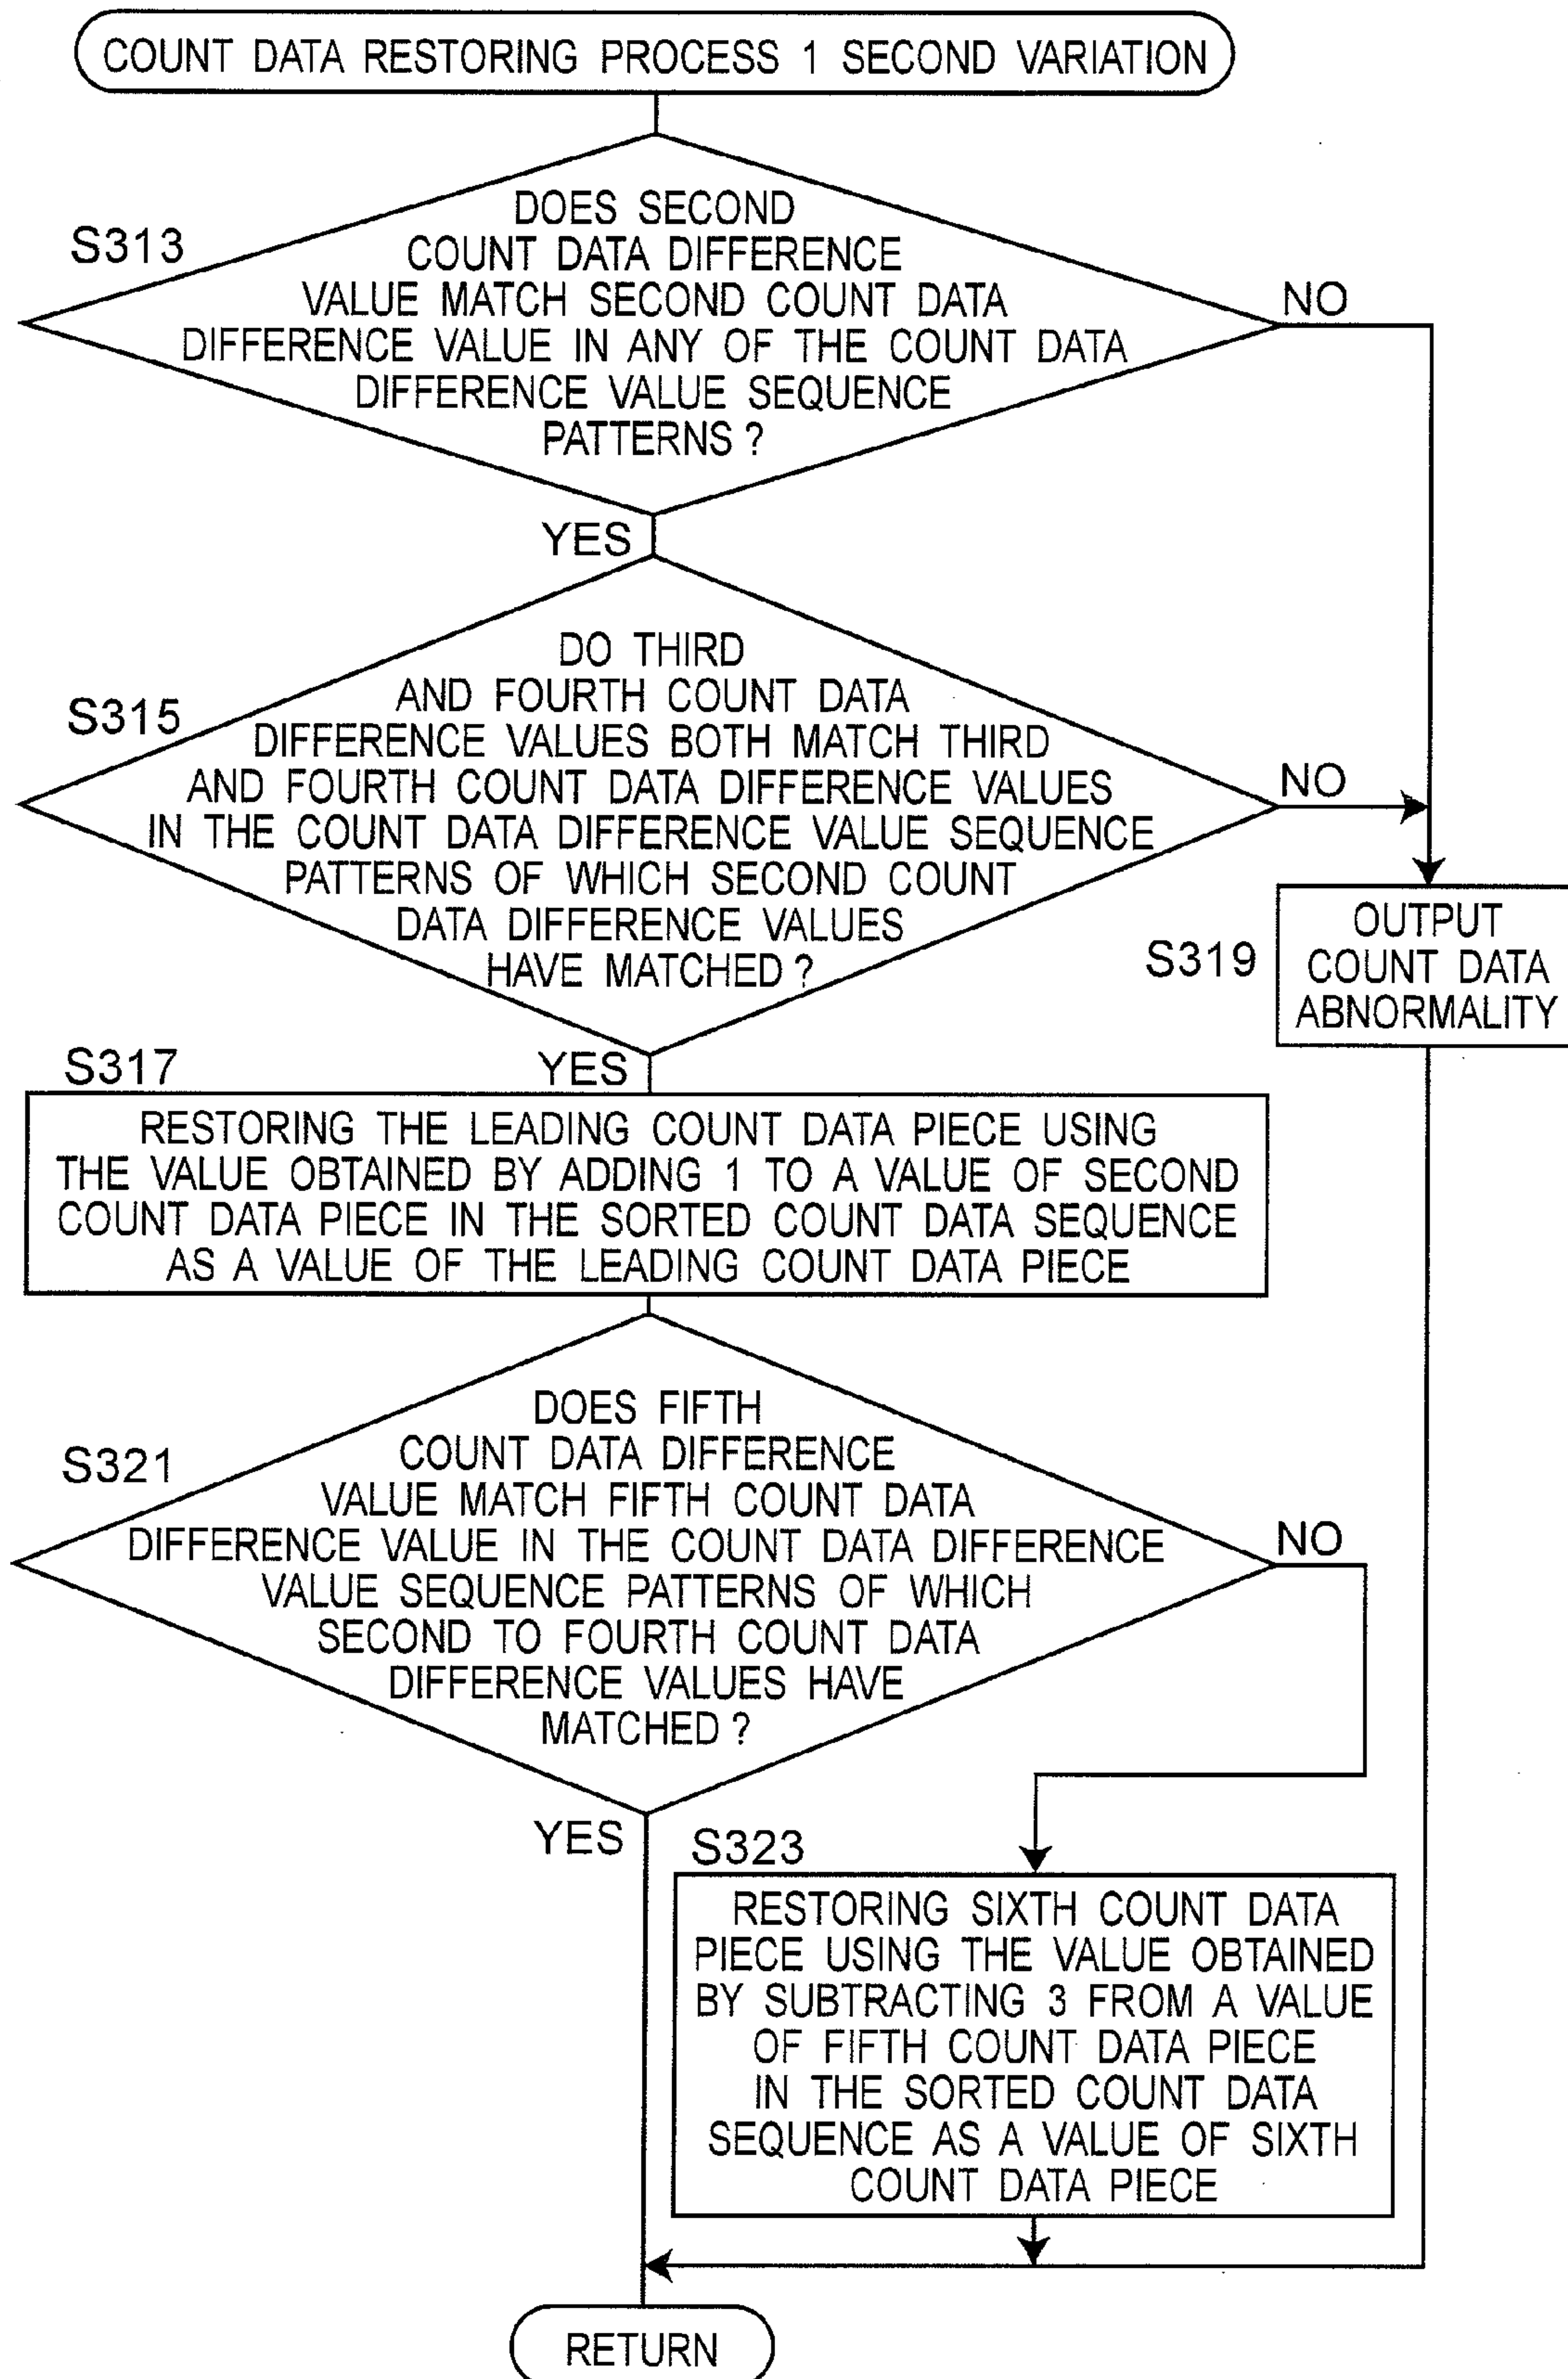 COUNT DATA RESTORING PROCESS 1 SECOND VARIATION
S313
DOES SECOND
COUNT DATA DIFFERENCE
VALUE MATCH SECOND COUNT DATA
DIFFERENCE VALUE IN ANY OF THE COUNT DATA
DIFFERENCE VALUE SEQUENCE
PATTERNS ?
NO
YES
S315
DO THIRD
AND FOURTH COUNT DATA
DIFFERENCE VALUES BOTH MATCH THIRD
AND FOURTH COUNT DATA DIFFERENCE VALUES
IN THE COUNT DATA DIFFERENCE VALUE SEQUENCE
PATTERNS OF WHICH SECOND COUNT
DATA DIFFERENCE VALUES
HAVE MATCHED ?
NO
S319
OUTPUT
COUNT DATA
ABNORMALITY
YES
S317
RESTORING THE LEADING COUNT DATA PIECE USING
THE VALUE OBTAINED BY ADDING 1 TO A VALUE OF SECOND
COUNT DATA PIECE IN THE SORTED COUNT DATA SEQUENCE
AS A VALUE OF THE LEADING COUNT DATA PIECE
S321
DOES FIFTH
COUNT DATA DIFFERENCE
VALUE MATCH FIFTH COUNT DATA
DIFFERENCE VALUE IN THE COUNT DATA DIFFERENCE
VALUE SEQUENCE PATTERNS OF WHICH
SECOND TO FOURTH COUNT DATA
DIFFERENCE VALUES HAVE
MATCHED ?
NO
YES
S323
RESTORING SIXTH COUNT DATA
PIECE USING THE VALUE OBTAINED
BY SUBTRACTING 3 FROM A VALUE
OF FIFTH COUNT DATA PIECE
IN THE SORTED COUNT DATA
SEQUENCE AS A VALUE OF SIXTH
COUNT DATA PIECE
RETURN